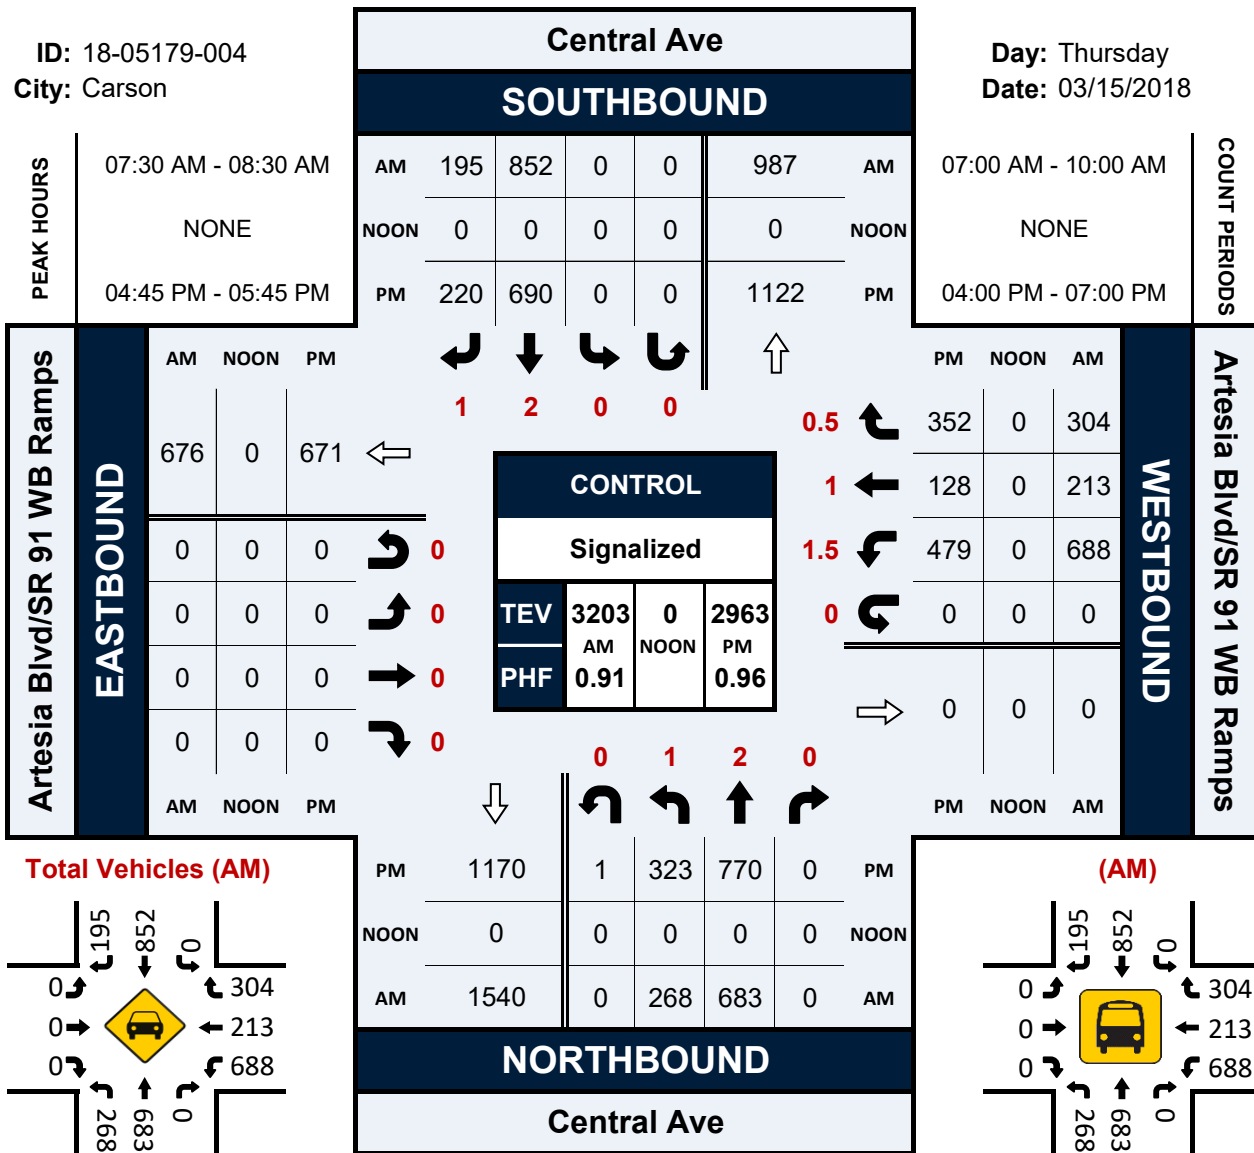 Central Ave
ID: 18-05179-004
City: Carson
Day: Thursday
Date: 03/15/2018
SOUTHBOUND
PEAK HOURS
07:30 AM - 08:30 AM
NONE
04:45 PM - 05:45 PM
AM 195 852 0 0 987 AM
NOON 0 0 0 0 0 NOON
PM 220 690 0 0 1122 PM
07:00 AM - 10:00 AM
NONE
04:00 PM - 07:00 PM
COUNT PERIODS
1 2 0 0
Artesia Blvd/SR 91 WB Ramps
EASTBOUND
AM NOON PM
676 0 671
0 0 0 0
0 0 0 0
0 0 0 0
0 0 0 0
AM NOON PM
CONTROL
Signalized
TEV 3203 0 2963
AM NOON PM
PHF 0.91 0.96
PM NOON AM
0.5 352 0 304
1 128 0 213
1.5 479 0 688
0 0 0 0
0 0 0
PM NOON AM
WESTBOUND
Artesia Blvd/SR 91 WB Ramps
0 1 2 0
PM 1170 1 323 770 0 PM
NOON 0 0 0 0 0 NOON
AM 1540 0 268 683 0 AM
NORTHBOUND
Central Ave
Total Vehicles (AM)
195 852 0
0 304
0 213
0 688
268 683 0
(AM)
195 852 0
0 304
0 213
0 688
268 683 0